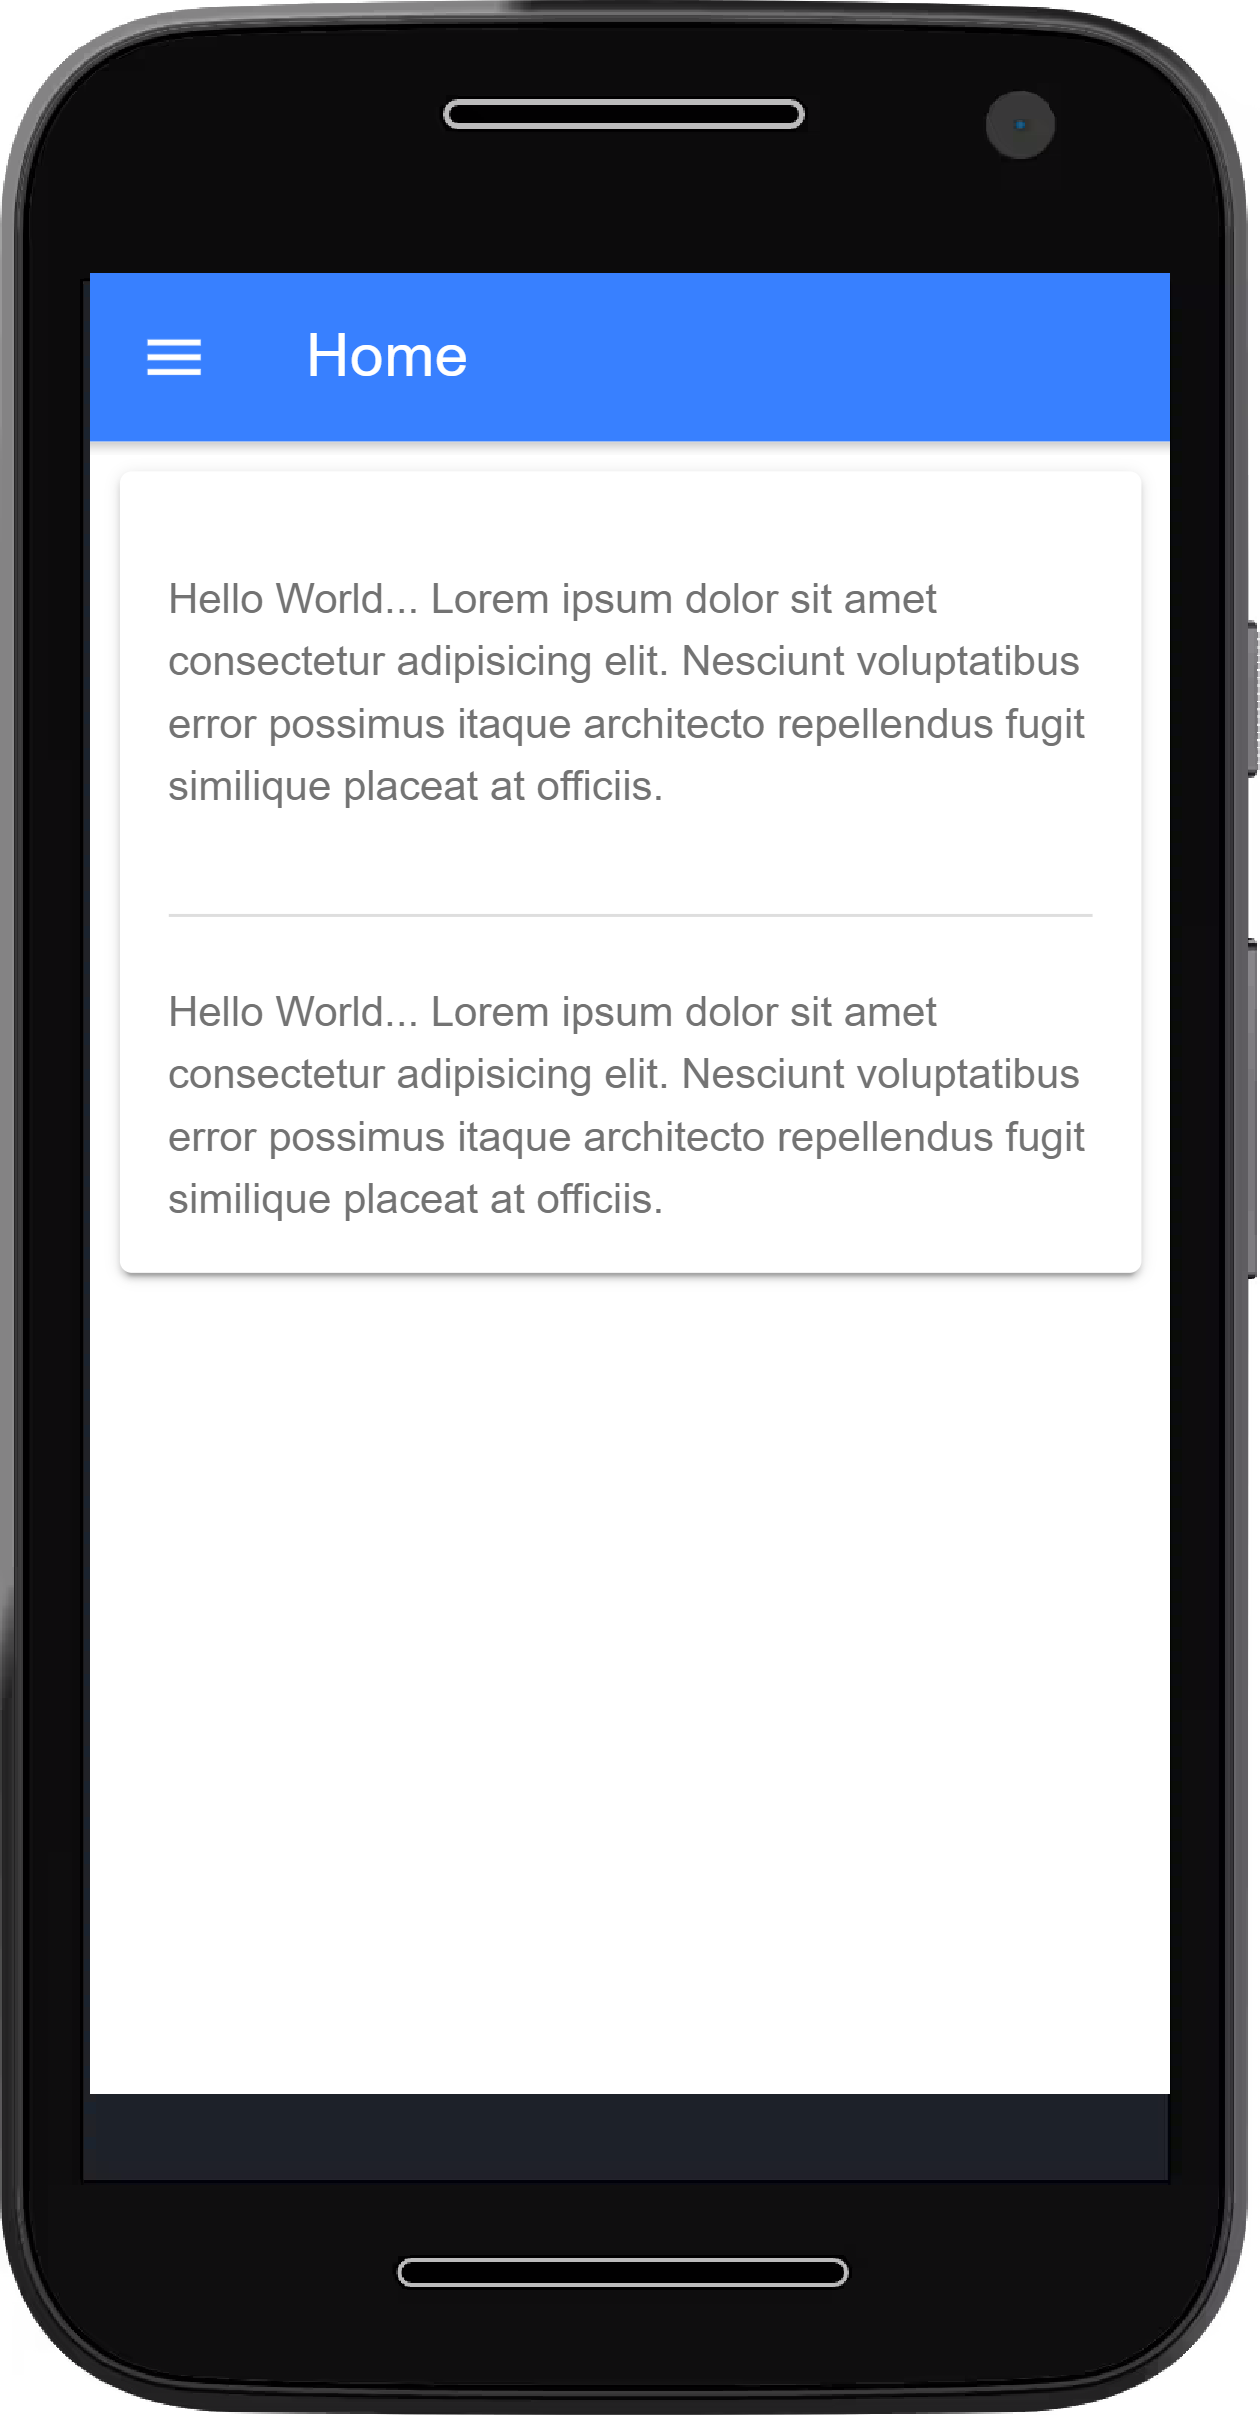 Home
Hello World... Lorem ipsum dolor sit amet
consectetur adipisicing elit. Nesciunt voluptatibus
error possimus itaque architecto repellendus fugit
similique placeat at officiis.
Hello World... Lorem ipsum dolor sit amet
consectetur adipisicing elit. Nesciunt voluptatibus
error possimus itaque architecto repellendus fugit
similique placeat at officiis.